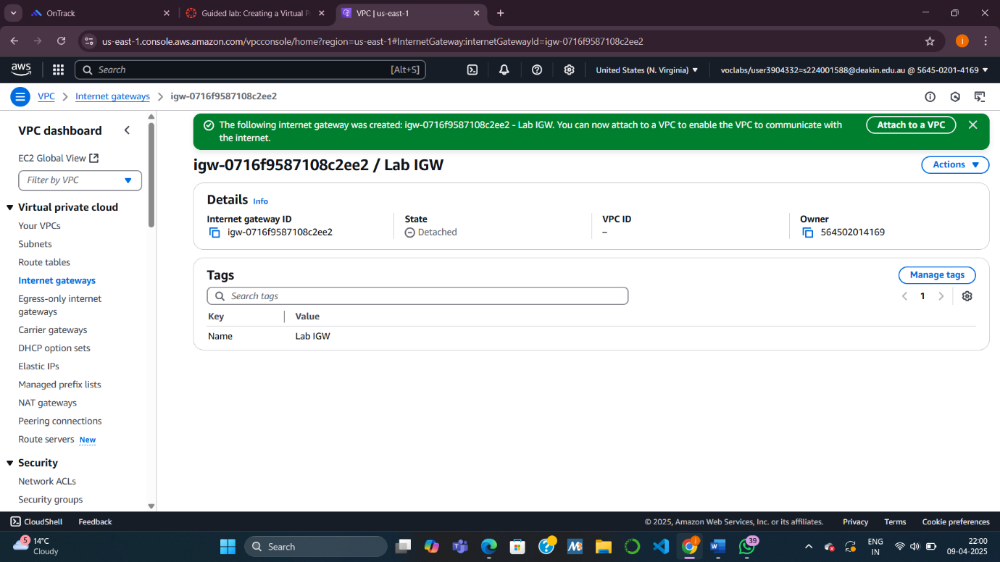 OnTrack
Guided lab: Creating a Virtual P
VPC | us-east-1
us-east-1.console.aws.amazon.com/vpcconsole/home?region=us-east-1#InternetGateway:internetGatewayId=igw-0716f9587108c2ee2
j
aws
Search
[Alt+S]
United States (N. Virginia)
voclabs/user3904332=s224001588@deakin.edu.au @ 5645-0201-4169
VPC
Internet gateways
igw-0716f9587108c2ee2
VPC dashboard
EC2 Global View
Filter by VPC
Virtual private cloud
Your VPCs
Subnets
Route tables
Internet gateways
Egress-only internet
gateways
Carrier gateways
DHCP option sets
Elastic IPs
Managed prefix lists
NAT gateways
Peering connections
Route servers New
Security
Network ACLs
Security groups
The following internet gateway was created: igw-0716f9587108c2ee2 - Lab IGW. You can now attach to a VPC to enable the VPC to communicate with
the internet.
Attach to a VPC
igw-0716f9587108c2ee2 / Lab IGW
Actions
Details Info
Internet gateway ID
igw-0716f9587108c2ee2
State
Detached
VPC ID
–
Owner
564502014169
Tags
Manage tags
Search tags
1
Key
Value
Name
Lab IGW
CloudShell
Feedback
© 2025, Amazon Web Services, Inc. or its affiliates.
Privacy
Terms
Cookie preferences
5
14°C
Cloudy
Search
j
39
ENG
IN
22:00
09-04-2025